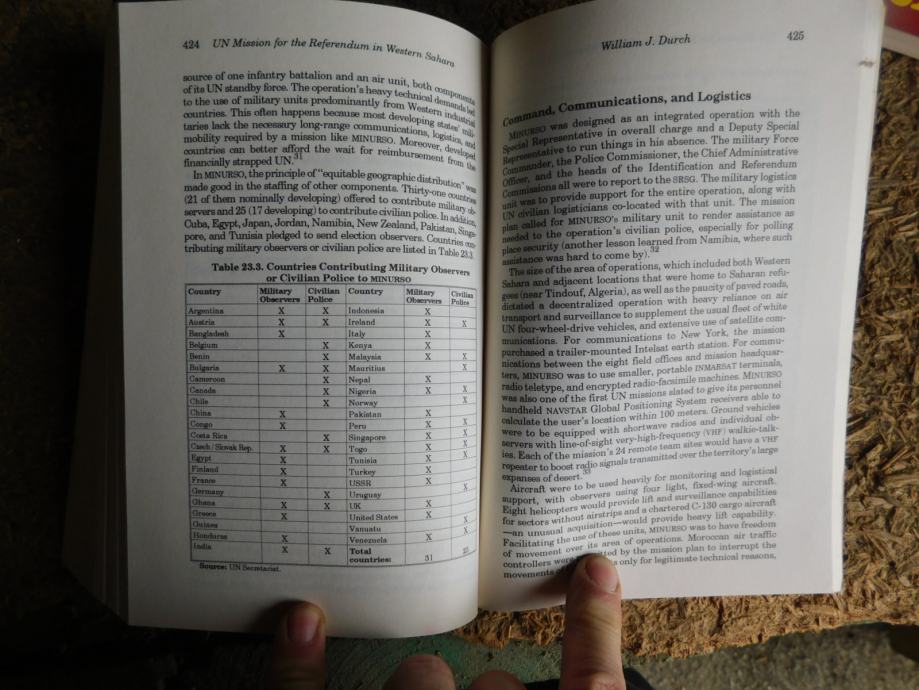 424 UN Mission for the Referendum in Western Sahara
source of one infantry battalion and an air unit, both components
of its UN standby force. The operation's heavy technical demands led
to the use of military units predominantly from Western industrial
countries. This often happens because most developing states' mili-
taries lack the necessary long-range communications, logistics, and
mobility required by a mission like MINURSO. Moreover, developed
countries can better afford the wait for reimbursement from the
financially strapped UN.31
In MINURSO, the principle of "equitable geographic distribution" was
made good in the staffing of other components. Thirty-one countries
(21 of them nominally developing) offered to contribute military ob-
servers and 25 (17 developing) to contribute civilian police. In addition,
Cuba, Egypt, Japan, Jordan, Namibia, New Zealand, Pakistan, Singa-
pore, and Tunisia pledged to send election observers. Countries con-
tributing military observers or civilian police are listed in Table 23.3.
Table 23.3. Countries Contributing Military Observers
or Civilian Police to MINURSO
Country Military Observers Civilian Police Country Military Observers Civilian Police
Argentina X X Indonesia X
Austria X X Ireland X X
Bangladesh X Italy X
Belgium X Kenya X
Benin X Malaysia X X
Bulgaria X X Mauritius X
Cameroon X Nepal X
Canada X Nigeria X X
Chile X Norway X
China X Pakistan X
Congo X Peru X X
Costa Rica X Singapore X X
Czech / Slovak Rep. X X Togo X X
Egypt X Tunisia X
Finland X Turkey X
France X USSR X
Germany X Uruguay X
Ghana X X UK X
Greece X United States X
Guinea Vanuatu X
Honduras X Venezuela X X
India X X Total countries: 31 25
Source: UN Secretariat.
William J. Durch 425
Command, Communications, and Logistics
MINURSO was designed as an integrated operation with the
Special Representative in overall charge and a Deputy Special
Representative to run things in his absence. The military Force
Commander, the Police Commissioner, the Chief Administrative
Officer, and the heads of the Identification and Referendum
Commissions all were to report to the SRSG. The military logistics
unit was to provide support for the entire operation, along with
UN civilian logisticians co-located with that unit. The mission
plan called for MINURSO's military unit to render assistance as
needed to the operation's civilian police, especially for polling
place security (another lesson learned from Namibia, where such
assistance was hard to come by).32
The size of the area of operations, which included both Western
Sahara and adjacent locations that were home to Saharan refu-
gees (near Tindouf, Algeria), as well as the paucity of paved roads,
dictated a decentralized operation with heavy reliance on air
transport and surveillance to supplement the usual fleet of white
UN four-wheel-drive vehicles, and extensive use of satellite com-
munications. For communications to New York, the mission
purchased a trailer-mounted Intelsat earth station. For commu-
nications between the eight field offices and mission headquar-
ters, MINURSO was to use smaller, portable INMARSAT terminals,
radio teletype, and encrypted radio-facsimile machines. MINURSO
was also one of the first UN missions slated to give its personnel
handheld NAVSTAR Global Positioning System receivers able to
calculate the user's location within 100 meters. Ground vehicles
were to be equipped with shortwave radios and individual ob-
servers with line-of-sight very-high-frequency (VHF) walkie-talk-
ies. Each of the mission's 24 remote team sites would have a VHF
repeater to boost radio signals transmitted over the territory's large
expanses of desert.33
Aircraft were to be used heavily for monitoring and logistical
support, with observers using four light, fixed-wing aircraft.
Eight helicopters would provide lift and surveillance capabilities
for sectors without airstrips and a chartered C-130 cargo aircraft
—an unusual acquisition—would provide heavy lift capability.
Facilitating the use of these units, MINURSO was to have freedom
of movement over its area of operations. Moroccan air traffic
controllers were by the mission plan to interrupt the
movements only for legitimate technical reasons,